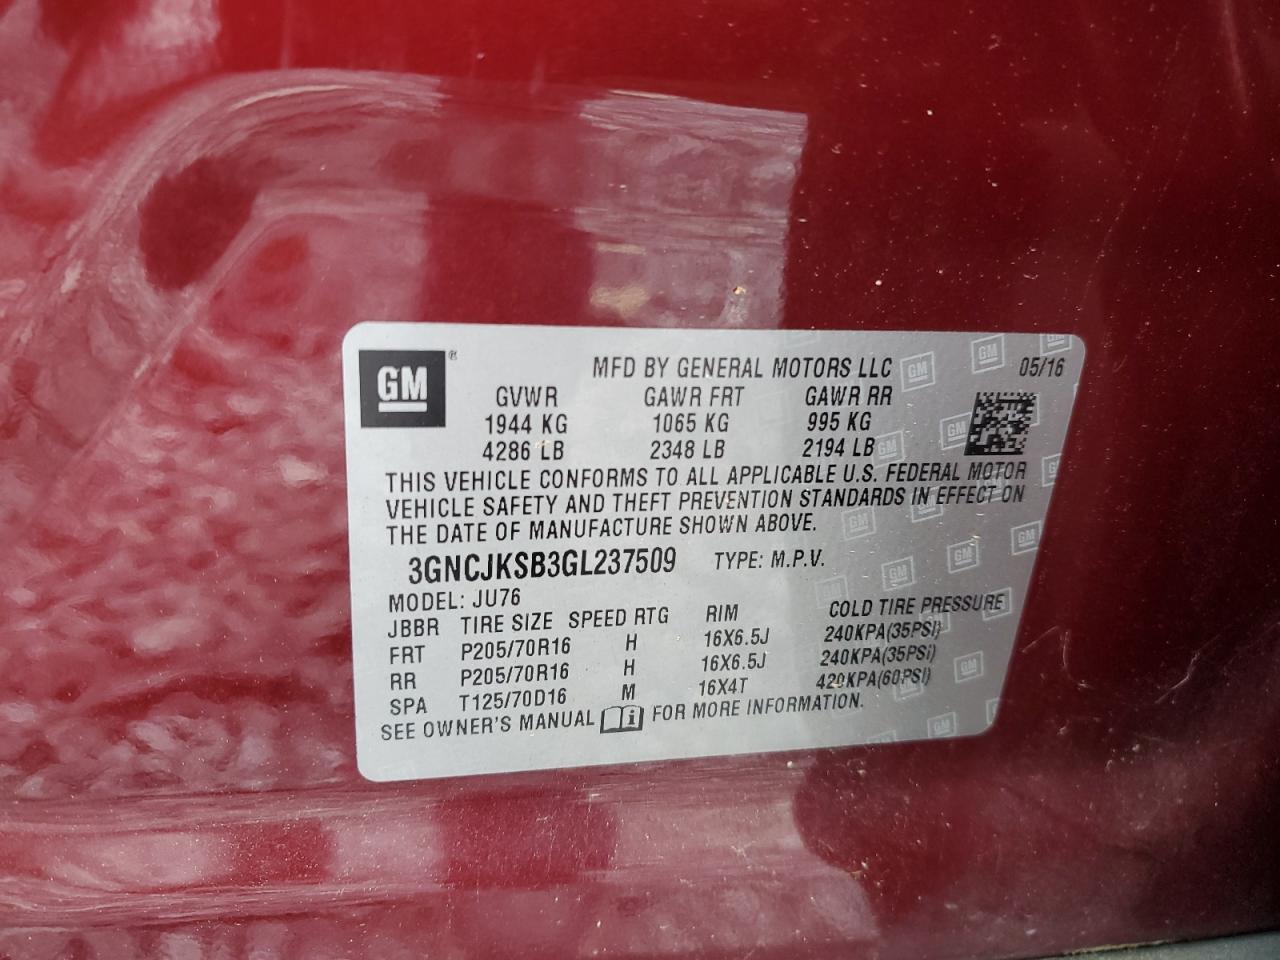 GM®
MFD BY GENERAL MOTORS LLC 05/16
GVWR GAWR FRT GAWR RR
1944 KG 1065 KG 995 KG
4286 LB 2348 LB 2194 LB
THIS VEHICLE CONFORMS TO ALL APPLICABLE U.S. FEDERAL MOTOR
VEHICLE SAFETY AND THEFT PREVENTION STANDARDS IN EFFECT ON
THE DATE OF MANUFACTURE SHOWN ABOVE.
3GNCJKSB3GL237509 TYPE: M.P.V.
MODEL: JU76
JBBR TIRE SIZE SPEED RTG RIM COLD TIRE PRESSURE
FRT P205/70R16 H 16X6.5J 240KPA(35PSI)
RR P205/70R16 H 16X6.5J 240KPA(35PSI)
SPA T125/70D16 M 16X4T 420KPA(60PSI)
SEE OWNER'S MANUAL FOR MORE INFORMATION.